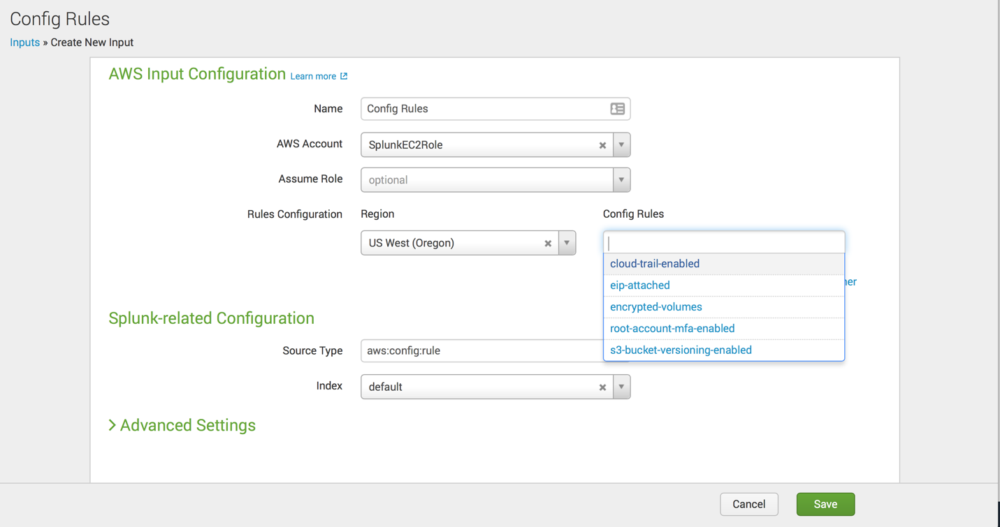 Config Rules
Inputs » Create New Input
AWS Input Configuration Learn more
Name Config Rules
AWS Account SplunkEC2Role
Assume Role optional
Rules Configuration Region Config Rules
US West (Oregon)
cloud-trail-enabled
eip-attached
encrypted-volumes
root-account-mfa-enabled
s3-bucket-versioning-enabled
Splunk-related Configuration
Source Type aws:config:rule
Index default
Advanced Settings
Cancel Save